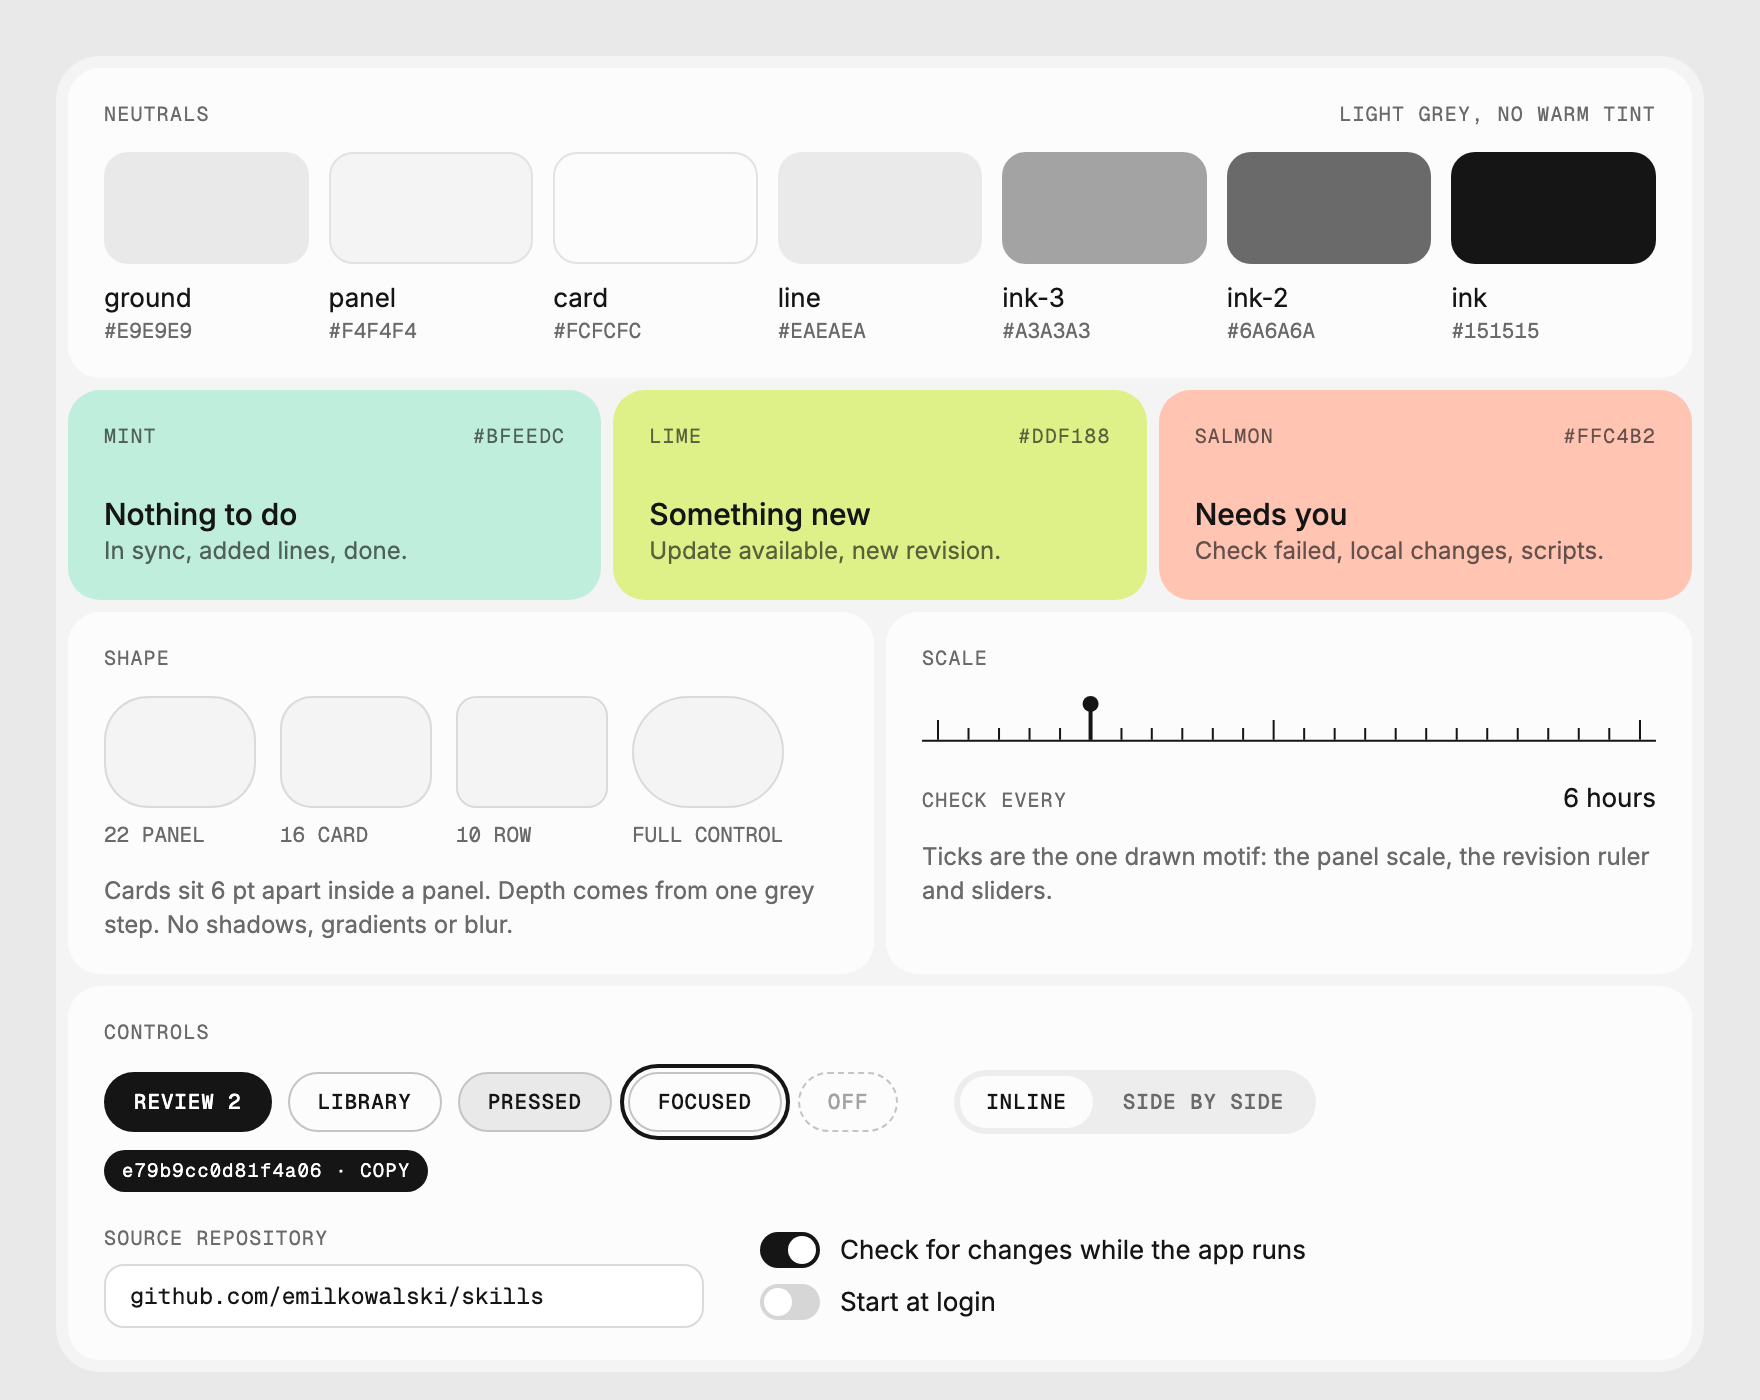 NEUTRALS
LIGHT GREY, NO WARM TINT
ground
#E9E9E9
panel
#F4F4F4
card
#FCFCFC
line
#EAEAEA
ink-3
#A3A3A3
ink-2
#6A6A6A
ink
#151515
MINT
#BFEEDC
Nothing to do
In sync, added lines, done.
LIME
#DDF188
Something new
Update available, new revision.
SALMON
#FFC4B2
Needs you
Check failed, local changes, scripts.
SHAPE
22 PANEL
16 CARD
10 ROW
FULL CONTROL
Cards sit 6 pt apart inside a panel. Depth comes from one grey
step. No shadows, gradients or blur.
SCALE
CHECK EVERY
6 hours
Ticks are the one drawn motif: the panel scale, the revision ruler
and sliders.
CONTROLS
REVIEW 2
LIBRARY
PRESSED
FOCUSED
OFF
INLINE
SIDE BY SIDE
e79b9cc0d81f4a06 · COPY
SOURCE REPOSITORY
github.com/emilkowalski/skills
Check for changes while the app runs
Start at login